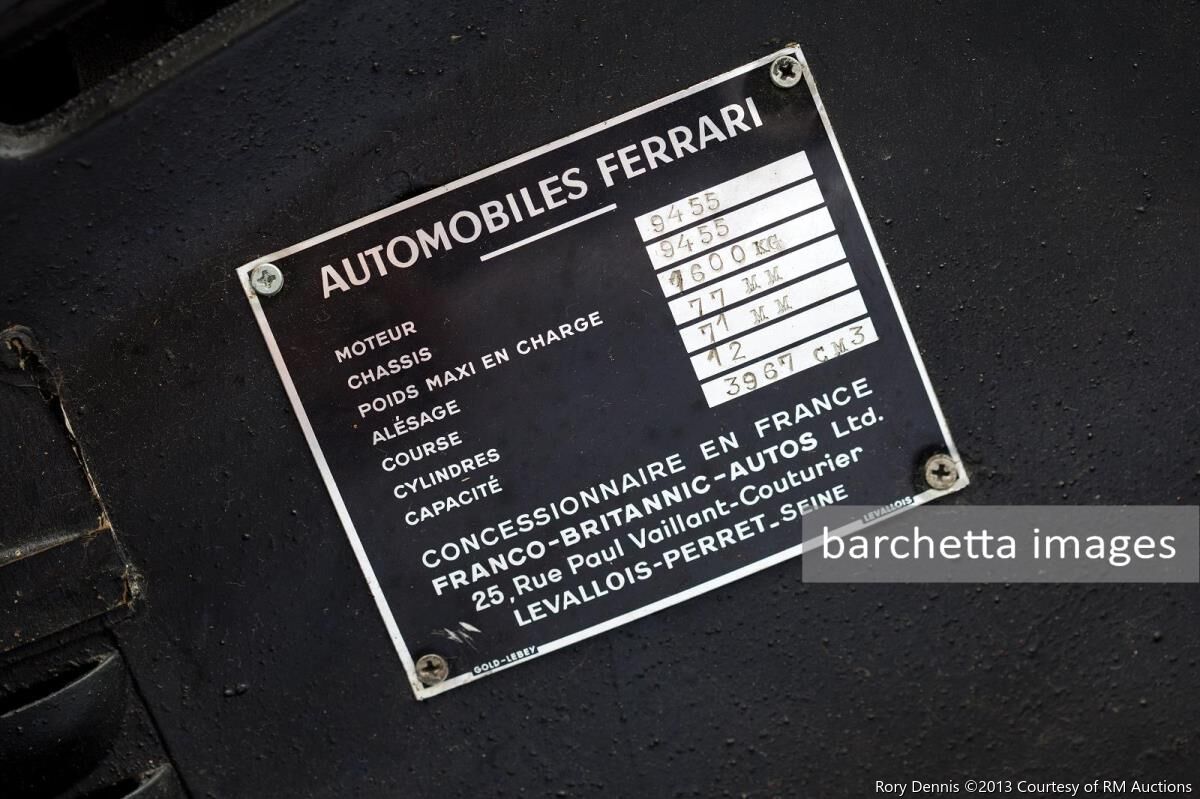 AUTOMOBILES FERRARI
MOTEUR 9455
CHASSIS 9455
POIDS MAXI EN CHARGE 1600 KG
ALÉSAGE 77 MM
COURSE 71 MM
CYLINDRES 12
CAPACITÉ 3967 CM3
CONCESSIONNAIRE EN FRANCE
FRANCO-BRITANNIC-AUTOS Ltd.
25, Rue Paul Vaillant-Couturier
LEVALLOIS-PERRET-SEINE
GOLD-LEBEY LEVALLOIS
barchetta images
Rory Dennis ©2013 Courtesy of RM Auctions